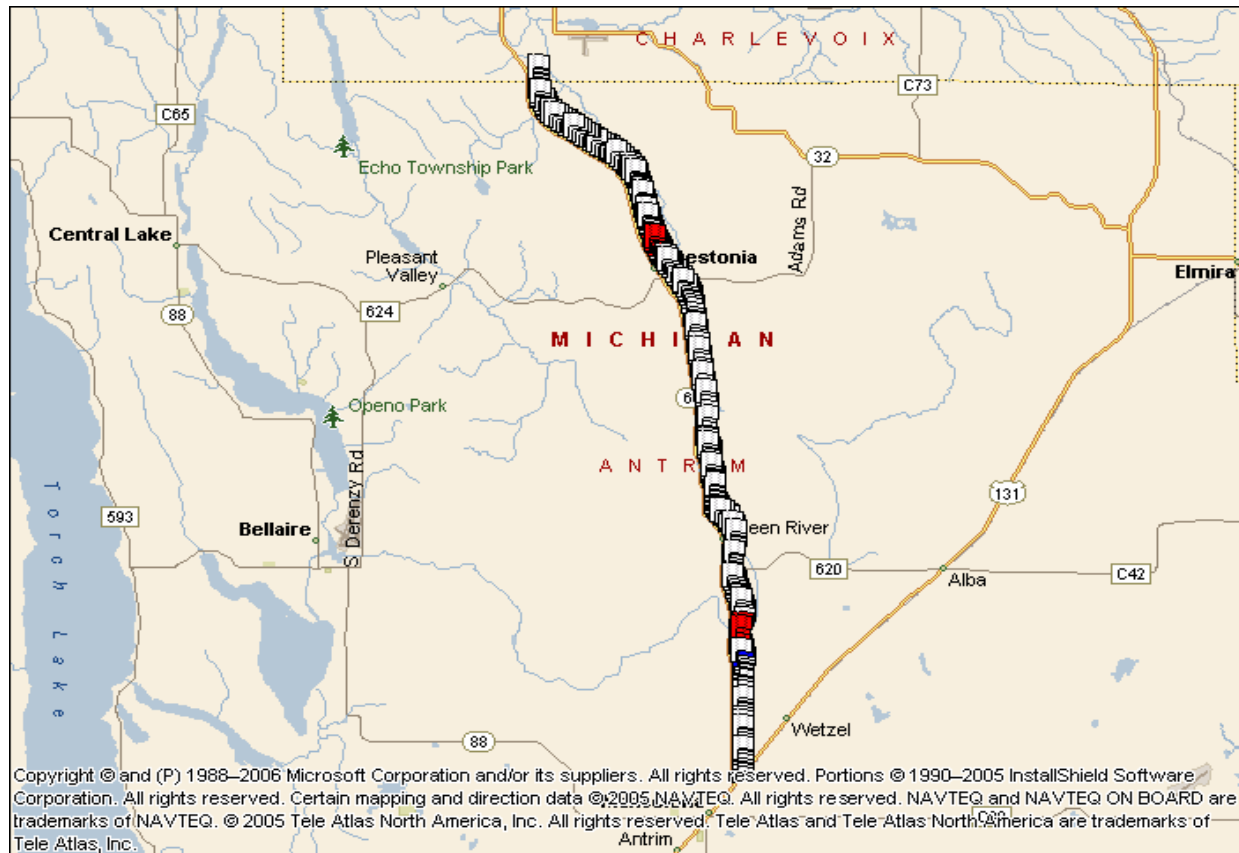 CHARLEVOIX
C73
C65
32
Echo Township Park
Adams Rd
Central Lake
Pleasant
Valley
estonia
Elmira
624
88
MICHI AN
6
Openo Park
ANTR M
S Derenzy Rd
131
Torch Lake
593
Bellaire
een River
620
Alba
C42
Wetzel
88
Copyright © and (P) 1988–2006 Microsoft Corporation and/or its suppliers. All rights reserved. Portions © 1990–2005 InstallShield Software
Corporation. All rights reserved. Certain mapping and direction data © 2005 NAVTEQ. All rights reserved. NAVTEQ and NAVTEQ ON BOARD are
trademarks of NAVTEQ. © 2005 Tele Atlas North America, Inc. All rights reserved. Tele Atlas and Tele Atlas North America are trademarks of
Tele Atlas, Inc.
Antrim